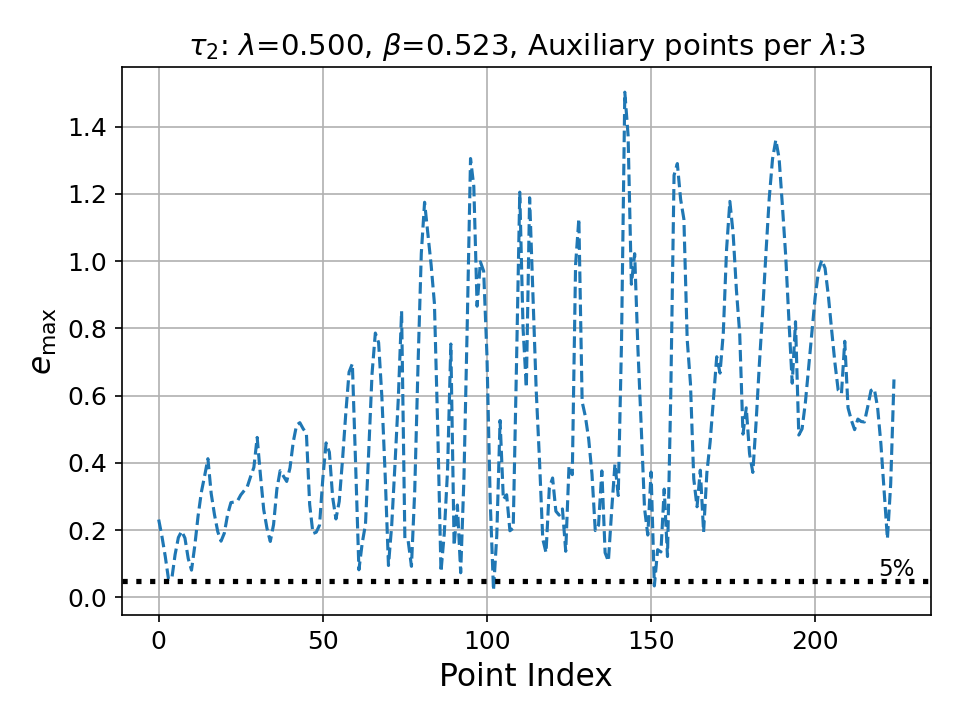 τ₂: λ=0.500, β=0.523, Auxiliary points per λ:3
1.4
1.2
1.0
0.8
0.6
0.4
0.2
0.0
e_max
5%
0 50 100 150 200
Point Index